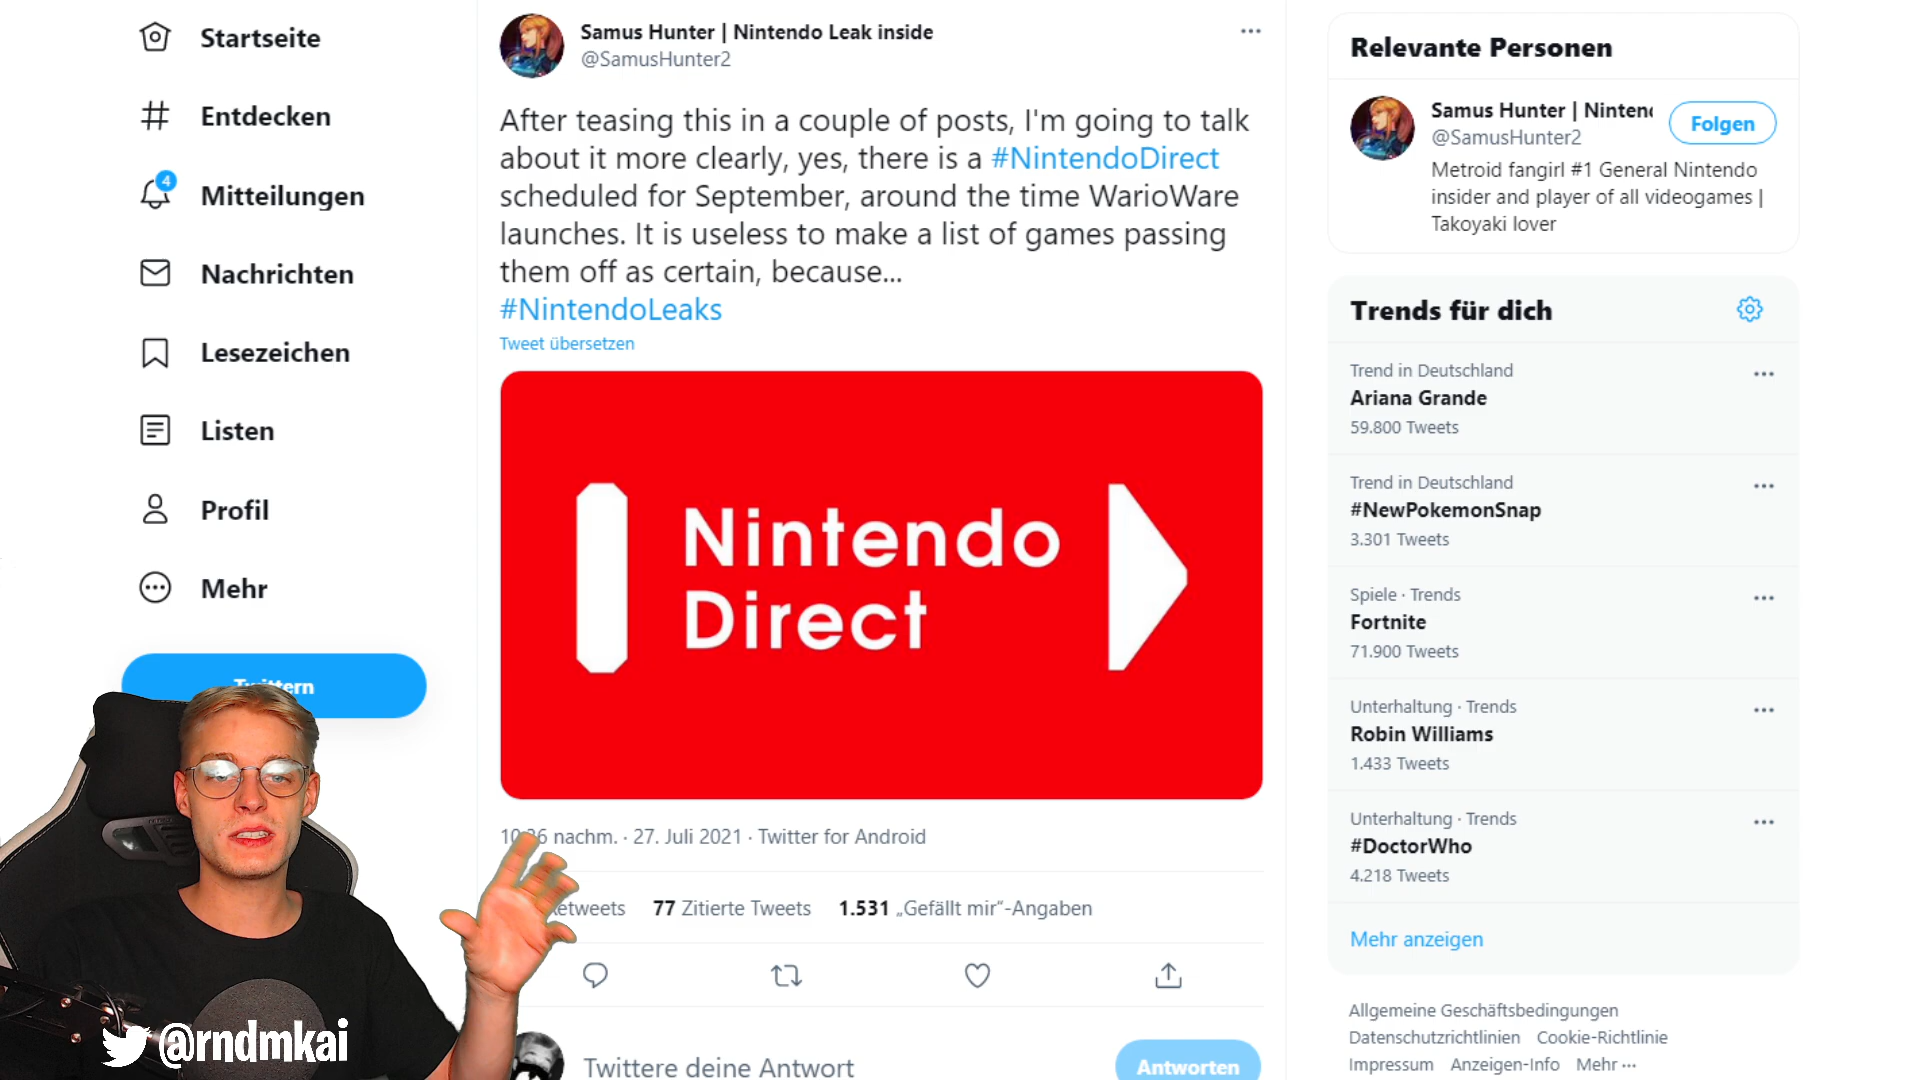 Startseite
Entdecken
4
Mitteilungen
Nachrichten
Lesezeichen
Listen
Profil
Mehr
@rndmkai
Samus Hunter | Nintendo Leak inside
@SamusHunter2
After teasing this in a couple of posts, I'm going to talk
about it more clearly, yes, there is a #NintendoDirect
scheduled for September, around the time WarioWare
launches. It is useless to make a list of games passing
them off as certain, because...
#NintendoLeaks
Tweet übersetzen
Nintendo
Direct
nachm. · 27. Juli 2021 · Twitter for Android
77 Zitierte Tweets 1.531 „Gefällt mir“-Angaben
Twittere deine Antwort
Antworten
Relevante Personen
Samus Hunter |
@SamusHunter2
Folgen
Metroid fangirl #1 General Nintendo
insider and player of all videogames |
Takoyaki lover
Trends für dich
Trend in Deutschland
Ariana Grande
59.800 Tweets
Trend in Deutschland
#NewPokemonSnap
3.301 Tweets
Spiele · Trends
Fortnite
71.900 Tweets
Unterhaltung · Trends
Robin Williams
1.433 Tweets
Unterhaltung · Trends
#DoctorWho
4.218 Tweets
Mehr anzeigen
Allgemeine Geschäftsbedingungen
Datenschutzrichtlinien Cookie-Richtlinie
Impressum Anzeigen-Info Mehr ···